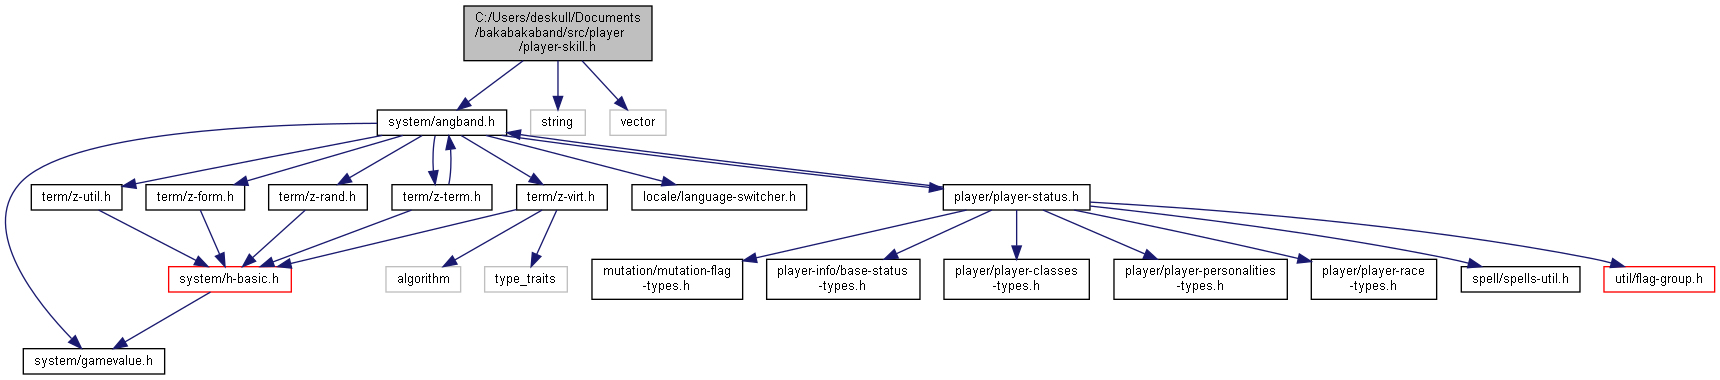 C:/Users/deskull/Documents
/bakabakaband/src/player
/player-skill.h
system/angband.h
string
vector
term/z-util.h
term/z-form.h
term/z-rand.h
term/z-term.h
term/z-virt.h
locale/language-switcher.h
player/player-status.h
system/h-basic.h
algorithm
type_traits
mutation/mutation-flag
-types.h
player-info/base-status
-types.h
player/player-classes
-types.h
player/player-personalities
-types.h
player/player-race
-types.h
spell/spells-util.h
util/flag-group.h
system/gamevalue.h